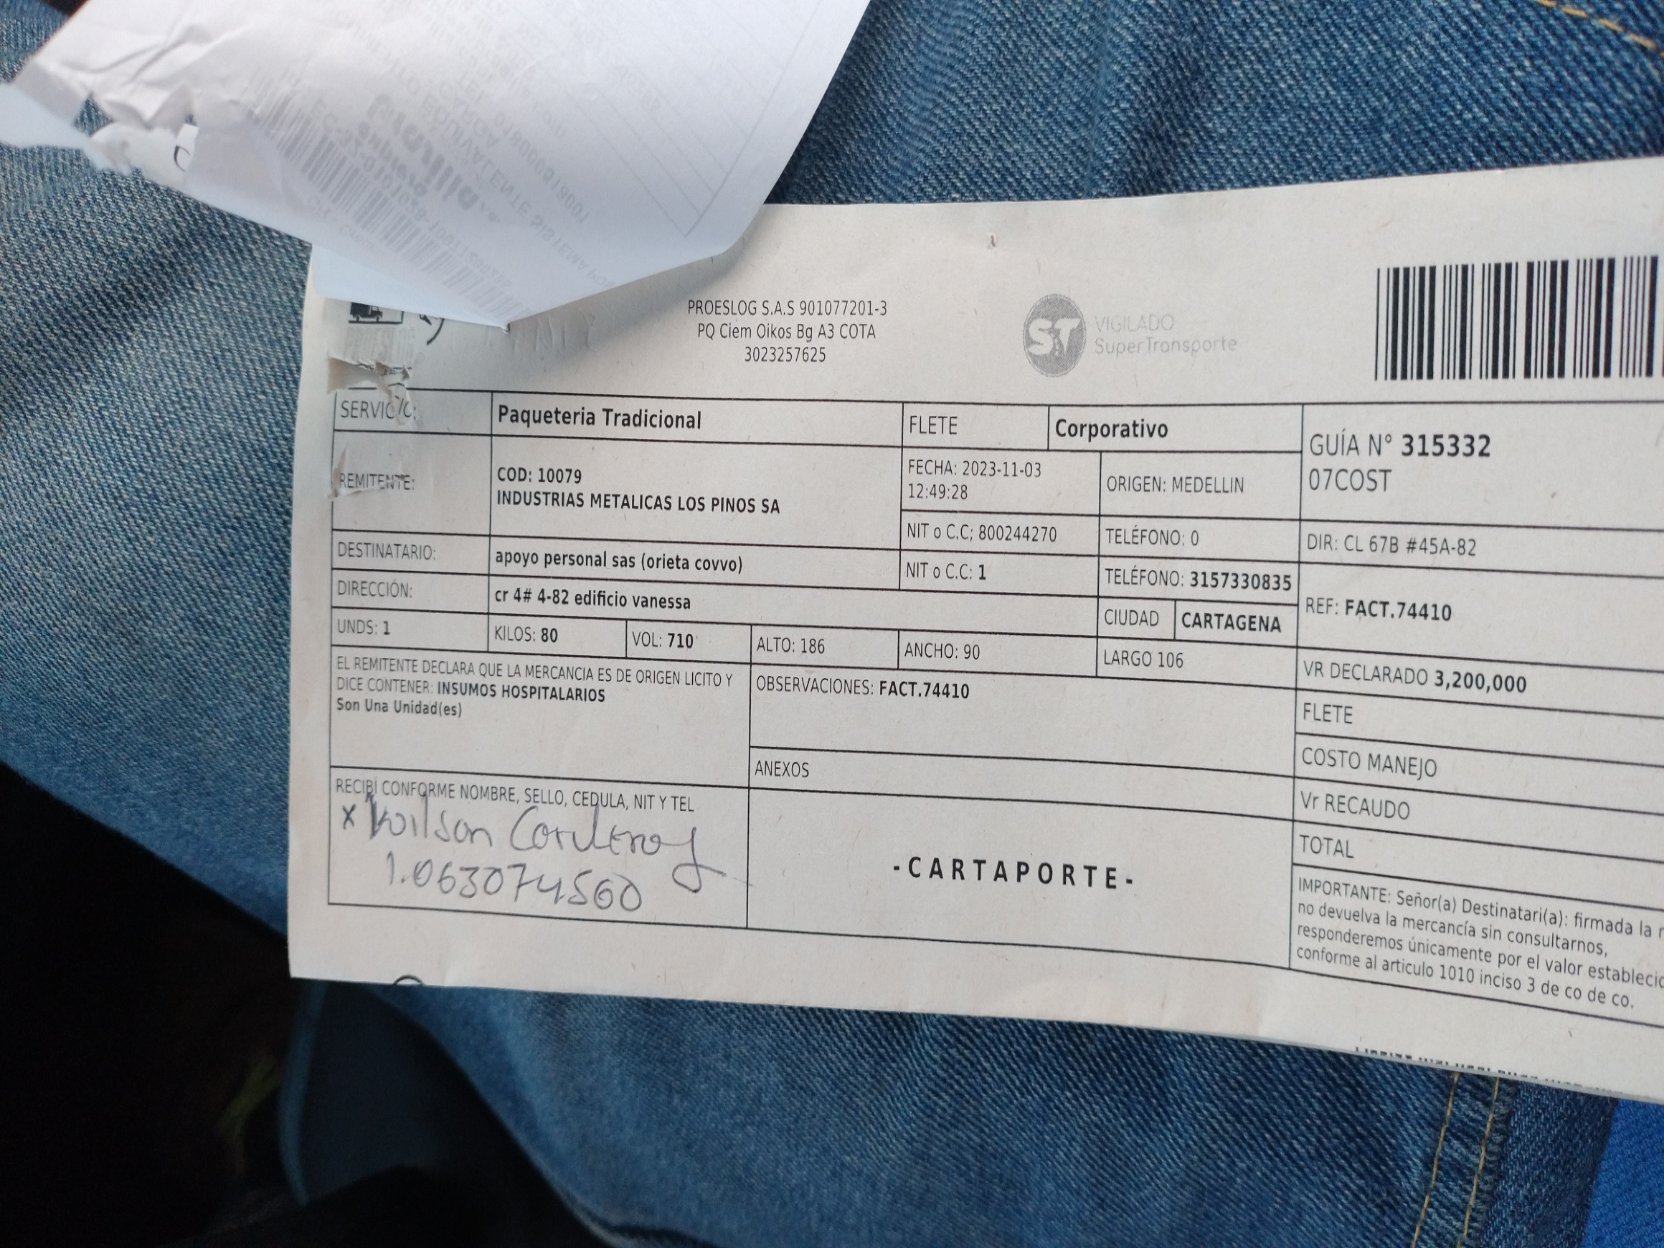 PROESLOG S.A.S 901077201-3
PQ Ciem Oikos Bg A3 COTA
3023257625
ST VIGILADO
SuperTransporte
SERVICIO: Paqueteria Tradicional FLETE Corporativo
GUÍA N° 315332
07COST
REMITENTE: COD: 10079
INDUSTRIAS METALICAS LOS PINOS SA
FECHA: 2023-11-03
12:49:28
ORIGEN: MEDELLIN
NIT o C.C; 800244270 TELÉFONO: 0 DIR: CL 67B #45A-82
DESTINATARIO: apoyo personal sas (orieta covvo) NIT o C.C: 1 TELÉFONO: 3157330835
DIRECCIÓN: cr 4# 4-82 edificio vanessa CIUDAD CARTAGENA REF: FACT.74410
UNDS: 1 KILOS: 80 VOL: 710 ALTO: 186 ANCHO: 90 LARGO 106
VR DECLARADO 3,200,000
EL REMITENTE DECLARA QUE LA MERCANCIA ES DE ORIGEN LICITO Y
DICE CONTENER: INSUMOS HOSPITALARIOS
Son Una Unidad(es)
OBSERVACIONES: FACT.74410
FLETE
COSTO MANEJO
ANEXOS
Vr RECAUDO
TOTAL
RECIBÍ CONFORME NOMBRE, SELLO, CEDULA, NIT Y TEL
x Wilson
1.063074560
-CARTAPORTE-
IMPORTANTE: Señor(a) Destinatari(a): firmada la
no devuelva la mercancía sin consultarnos,
responderemos únicamente por el valor establecid
conforme al articulo 1010 inciso 3 de co de co.